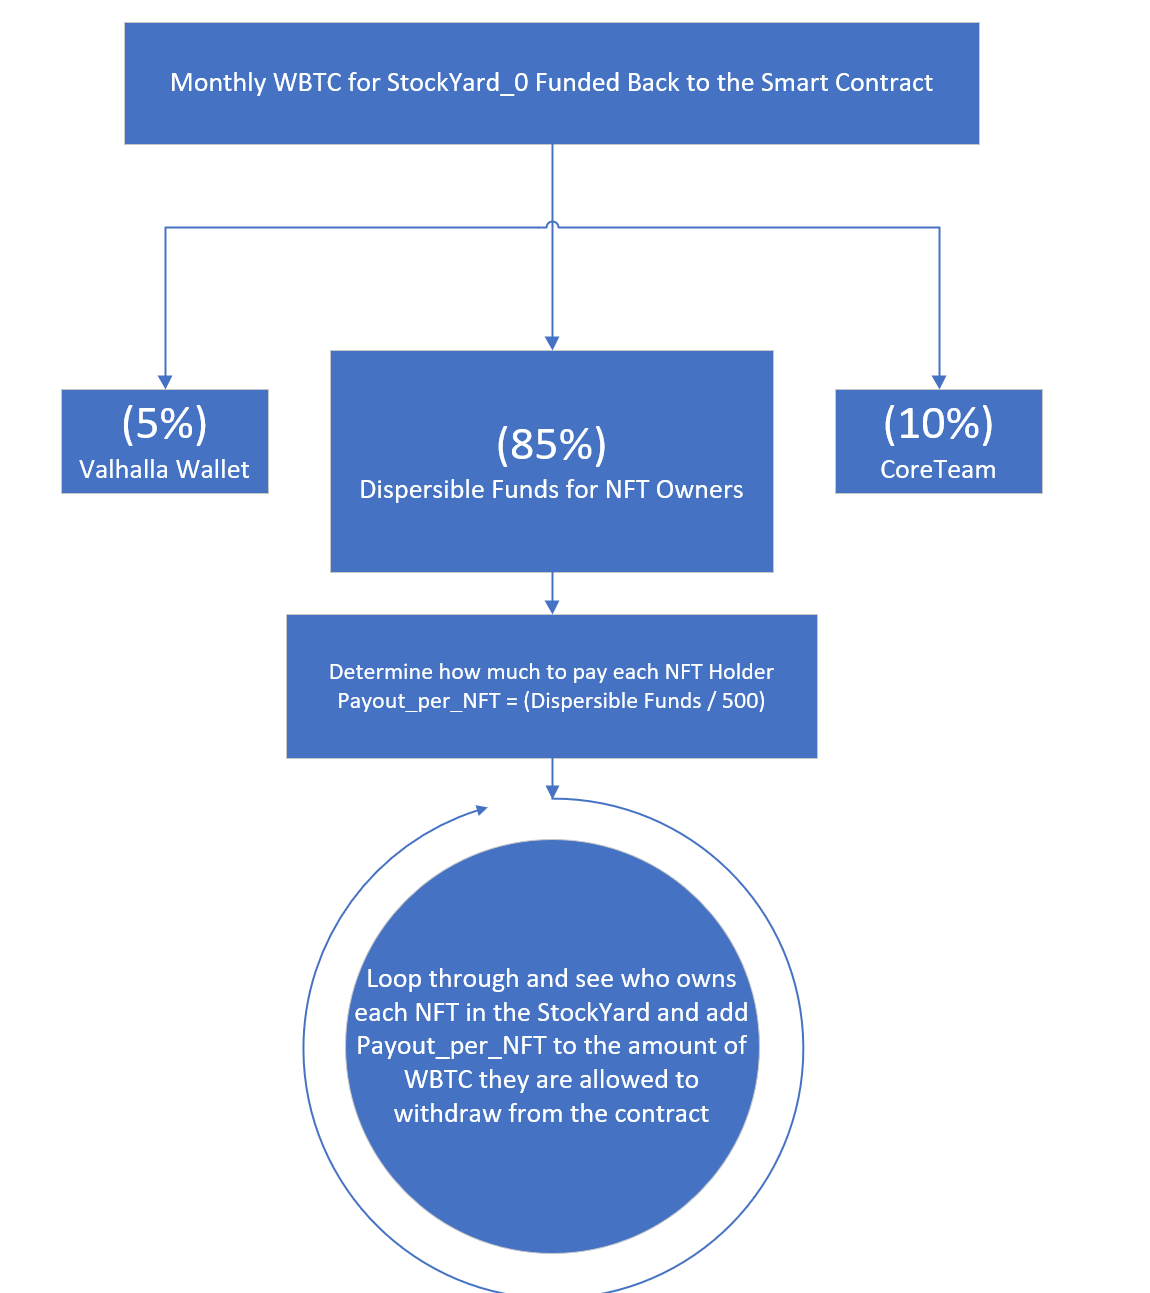 Monthly WBTC for StockYard_0 Funded Back to the Smart Contract
(5%)
Valhalla Wallet
(85%)
Dispersible Funds for NFT Owners
(10%)
CoreTeam
Determine how much to pay each NFT Holder
Payout_per_NFT = (Dispersible Funds / 500)
Loop through and see who owns
each NFT in the StockYard and add
Payout_per_NFT to the amount of
WBTC they are allowed to
withdraw from the contract